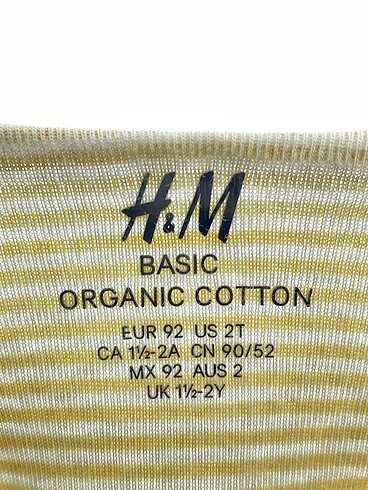 H&M
BASIC
ORGANIC COTTON
EUR 92 US 2T
CA 1½-2A CN 90/52
MX 92 AUS 2
UK 1½-2Y